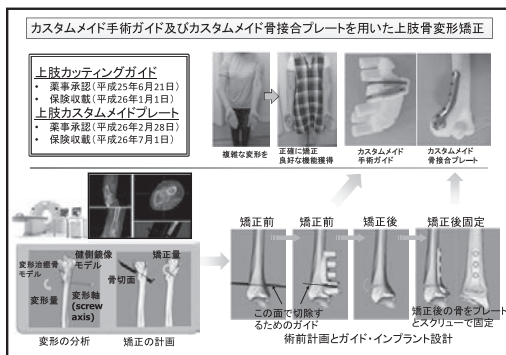 カスタムメイド手術ガイド及びカスタムメイド骨接合プレートを用いた上肢骨変形矯正
上肢カッティングガイド
・ 薬事承認(平成25年6月21日)
・ 保険収載(平成26年1月1日)
上肢カスタムメイドプレート
・ 薬事承認(平成26年2月28日)
・ 保険収載(平成26年7月1日)
複雑な変形を
正確に矯正
良好な機能獲得
カスタムメイド
手術ガイド
カスタムメイド
骨接合プレート
変形治癒骨
モデル
健側鏡像
モデル
変形量
変形軸
(screw
axis)
変形の分析
骨切面
矯正量
矯正の計画
矯正前
矯正前
矯正後
矯正後固定
この面で切除す
るためのガイド
矯正後の骨をプレート
とスクリューで固定
術前計画とガイド・インプラント設計